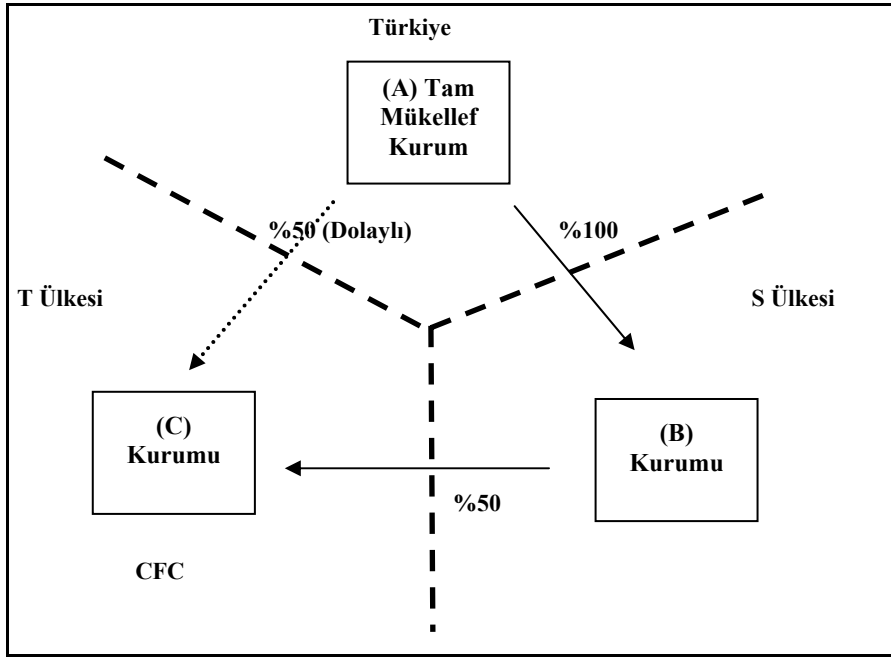 Türkiye
(A) Tam
Mükellef
Kurum
%50 (Dolaylı)
%100
T Ülkesi
S Ülkesi
(C)
Kurumu
(B)
Kurumu
%50
CFC